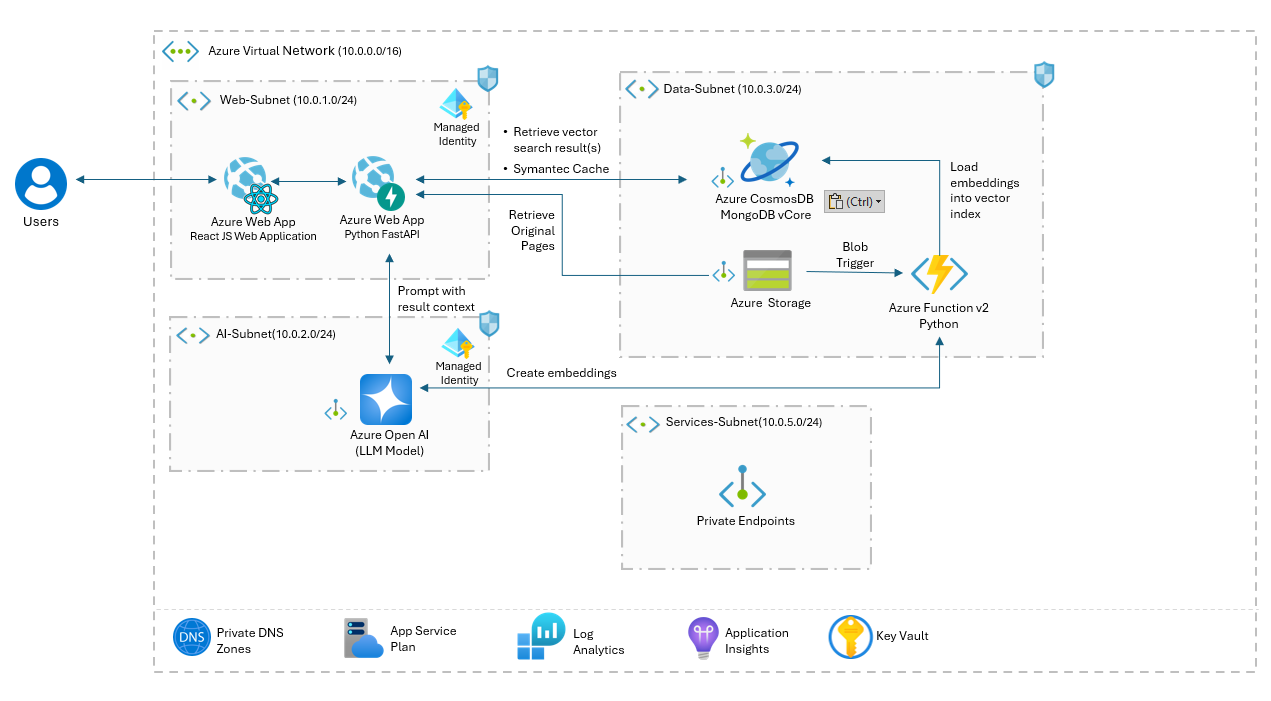 Azure Virtual Network (10.0.0.0/16)
Web-Subnet (10.0.1.0/24)
Managed
Identity
Users
Azure Web App
React JS Web Application
Azure Web App
Python FastAPI
• Retrieve vector
search result(s)
• Symantec Cache
Retrieve
Original
Pages
Prompt with
result context
Data-Subnet (10.0.3.0/24)
Azure CosmosDB
MongoDB vCore
(Ctrl)
Load
embeddings
into vector
index
Blob
Trigger
Azure Storage
Azure Function v2
Python
AI-Subnet(10.0.2.0/24)
Managed
Identity
Create embeddings
Azure Open AI
(LLM Model)
Services-Subnet(10.0.5.0/24)
Private Endpoints
DNS
Private DNS
Zones
App Service
Plan
Log
Analytics
Application
Insights
Key Vault